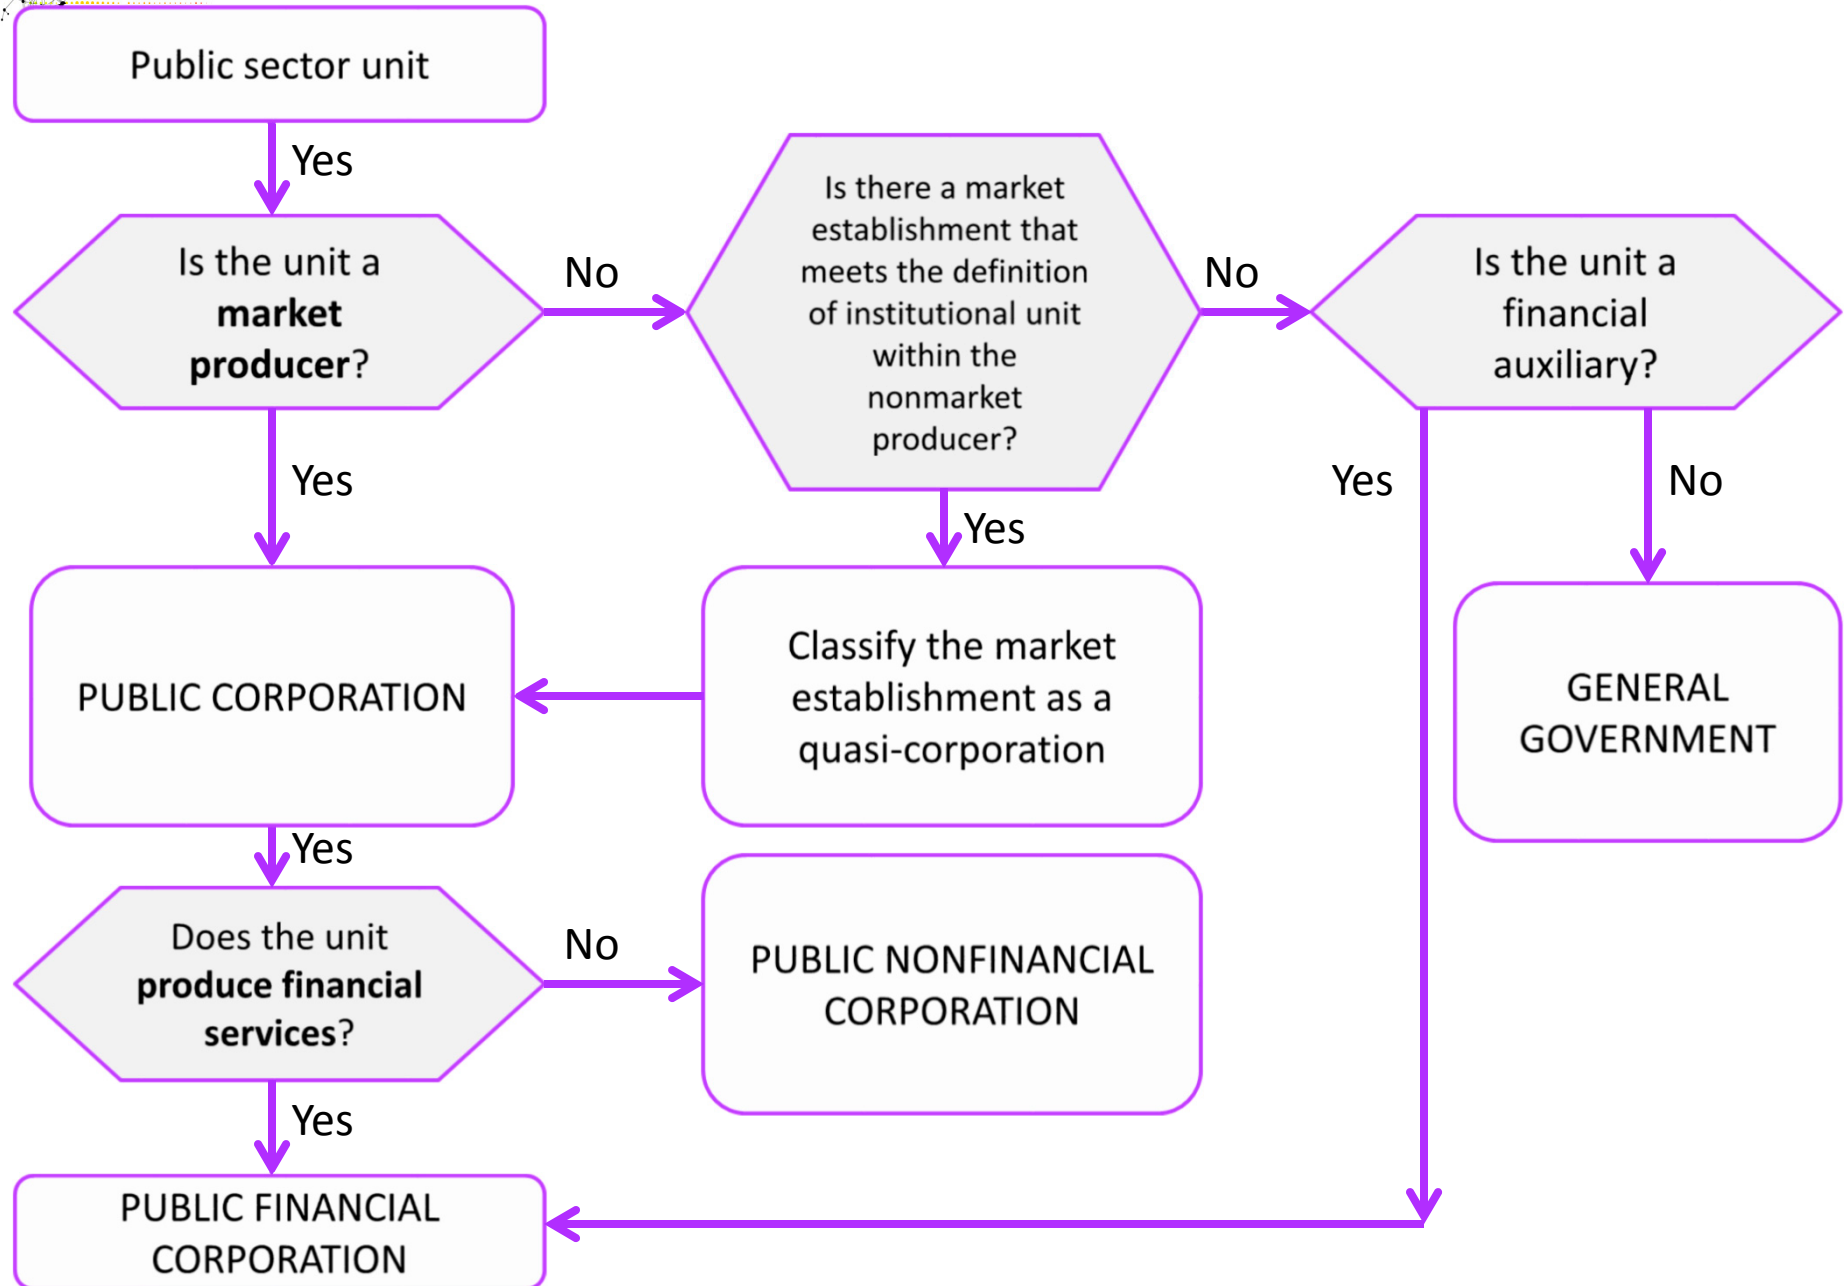 Public sector unit
Yes
Is the unit a
market
producer?
No
Is there a market
establishment that
meets the definition
of institutional unit
within the
nonmarket
producer?
No
Is the unit a
financial
auxiliary?
Yes
Yes
Yes
No
PUBLIC CORPORATION
Classify the market
establishment as a
quasi-corporation
GENERAL
GOVERNMENT
Yes
Does the unit
produce financial
services?
No
PUBLIC NONFINANCIAL
CORPORATION
Yes
PUBLIC FINANCIAL
CORPORATION